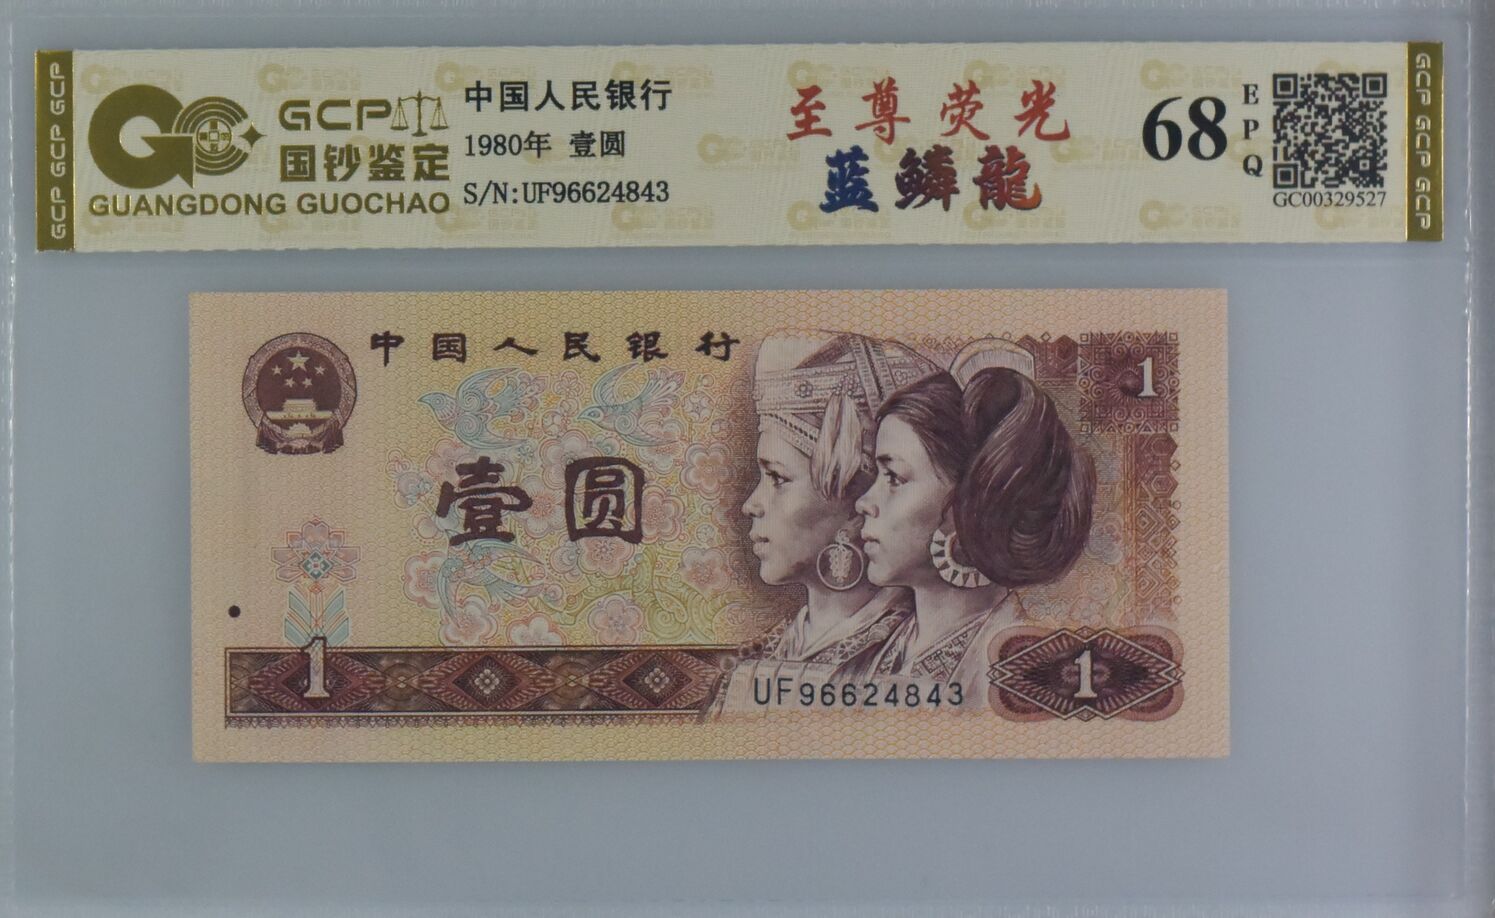 GCP GCP GCP
GCP
国钞鉴定
GUANGDONG GUOCHAO
中国人民银行
1980年 壹圆
S/N:UF96624843
至尊荧光
蓝鳞龍
68
EPQ
GC00329527
GCP GCP GCP
中国人民银行
1
壹圆
1
UF96624843
1